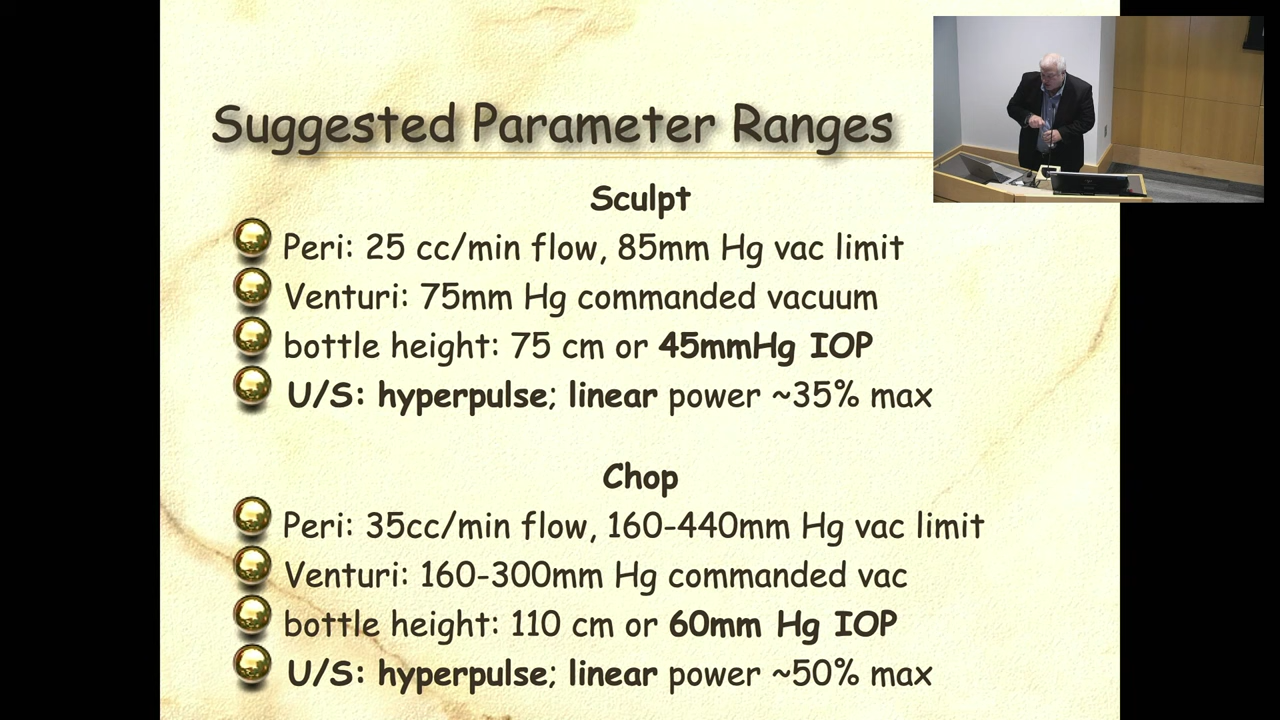 Suggested Parameter Ranges
Sculpt
Peri: 25 cc/min flow, 85mm Hg vac limit
Venturi: 75mm Hg commanded vacuum
bottle height: 75 cm or 45mmHg IOP
U/S: hyperpulse; linear power ~35% max
Chop
Peri: 35cc/min flow, 160-440mm Hg vac limit
Venturi: 160-300mm Hg commanded vac
bottle height: 110 cm or 60mm Hg IOP
U/S: hyperpulse; linear power ~50% max